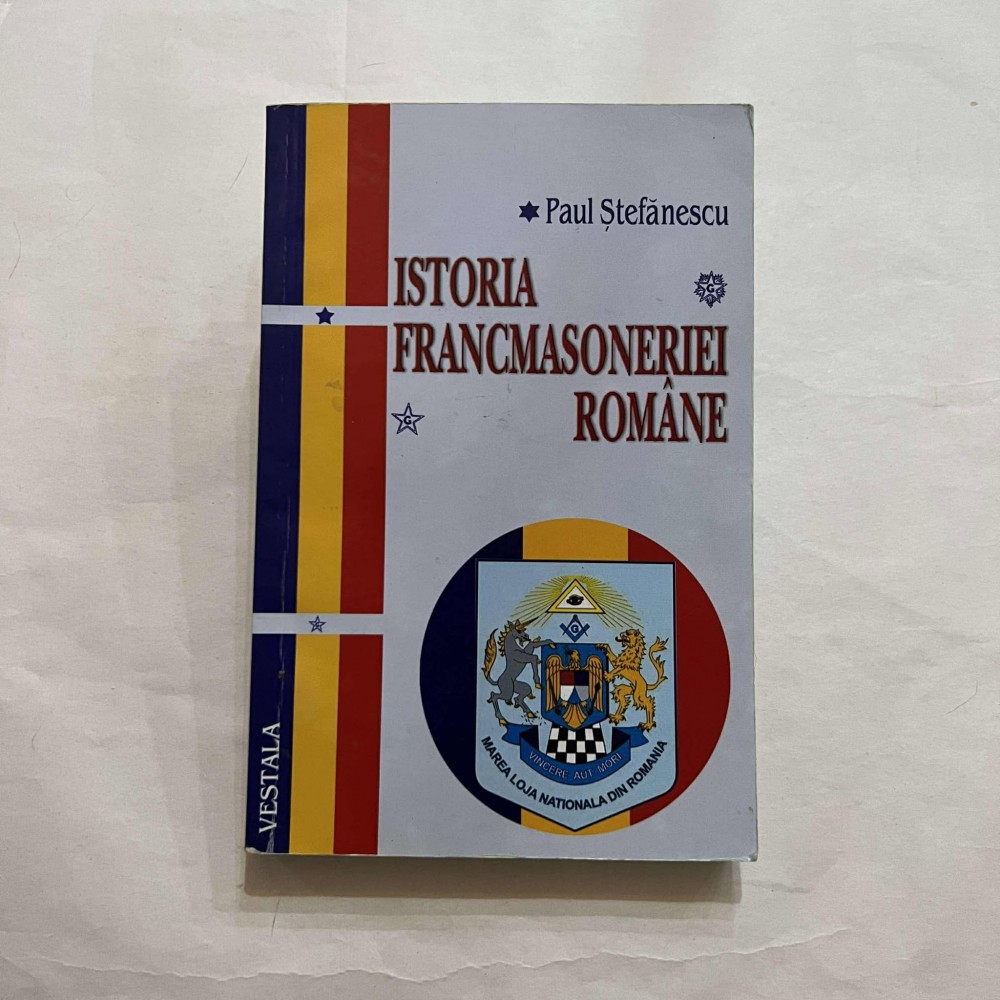 Paul Ștefănescu
ISTORIA
FRANCMASONERIEI
ROMÂNE
G
G
G
VINCERE AUT MORI
MAREA LOJA NATIONALA DIN ROMANIA
VESTALA